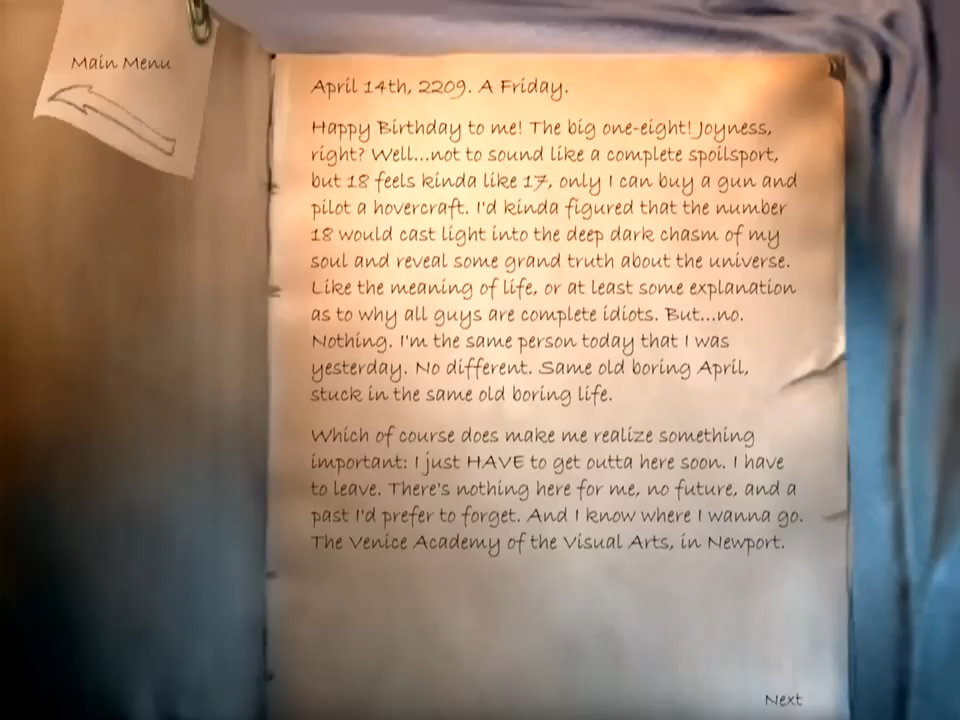 Main Menu
April 14th, 2209. A Friday.
Happy Birthday to me! The big one-eight! Joyness,
right? Well...not to sound like a complete spoilsport,
but 18 feels kinda like 17, only I can buy a gun and
pilot a hovercraft. I'd kinda figured that the number
18 would cast light into the deep dark chasm of my
soul and reveal some grand truth about the universe.
Like the meaning of life, or at least some explanation
as to why all guys are complete idiots. But...no.
Nothing. I'm the same person today that I was
yesterday. No different. Same old boring April,
stuck in the same old boring life.
Which of course does make me realize something
important: I just HAVE to get outta here soon. I have
to leave. There's nothing here for me, no future, and a
past I'd prefer to forget. And I know where I wanna go.
The Venice Academy of the Visual Arts, in Newport.
Next